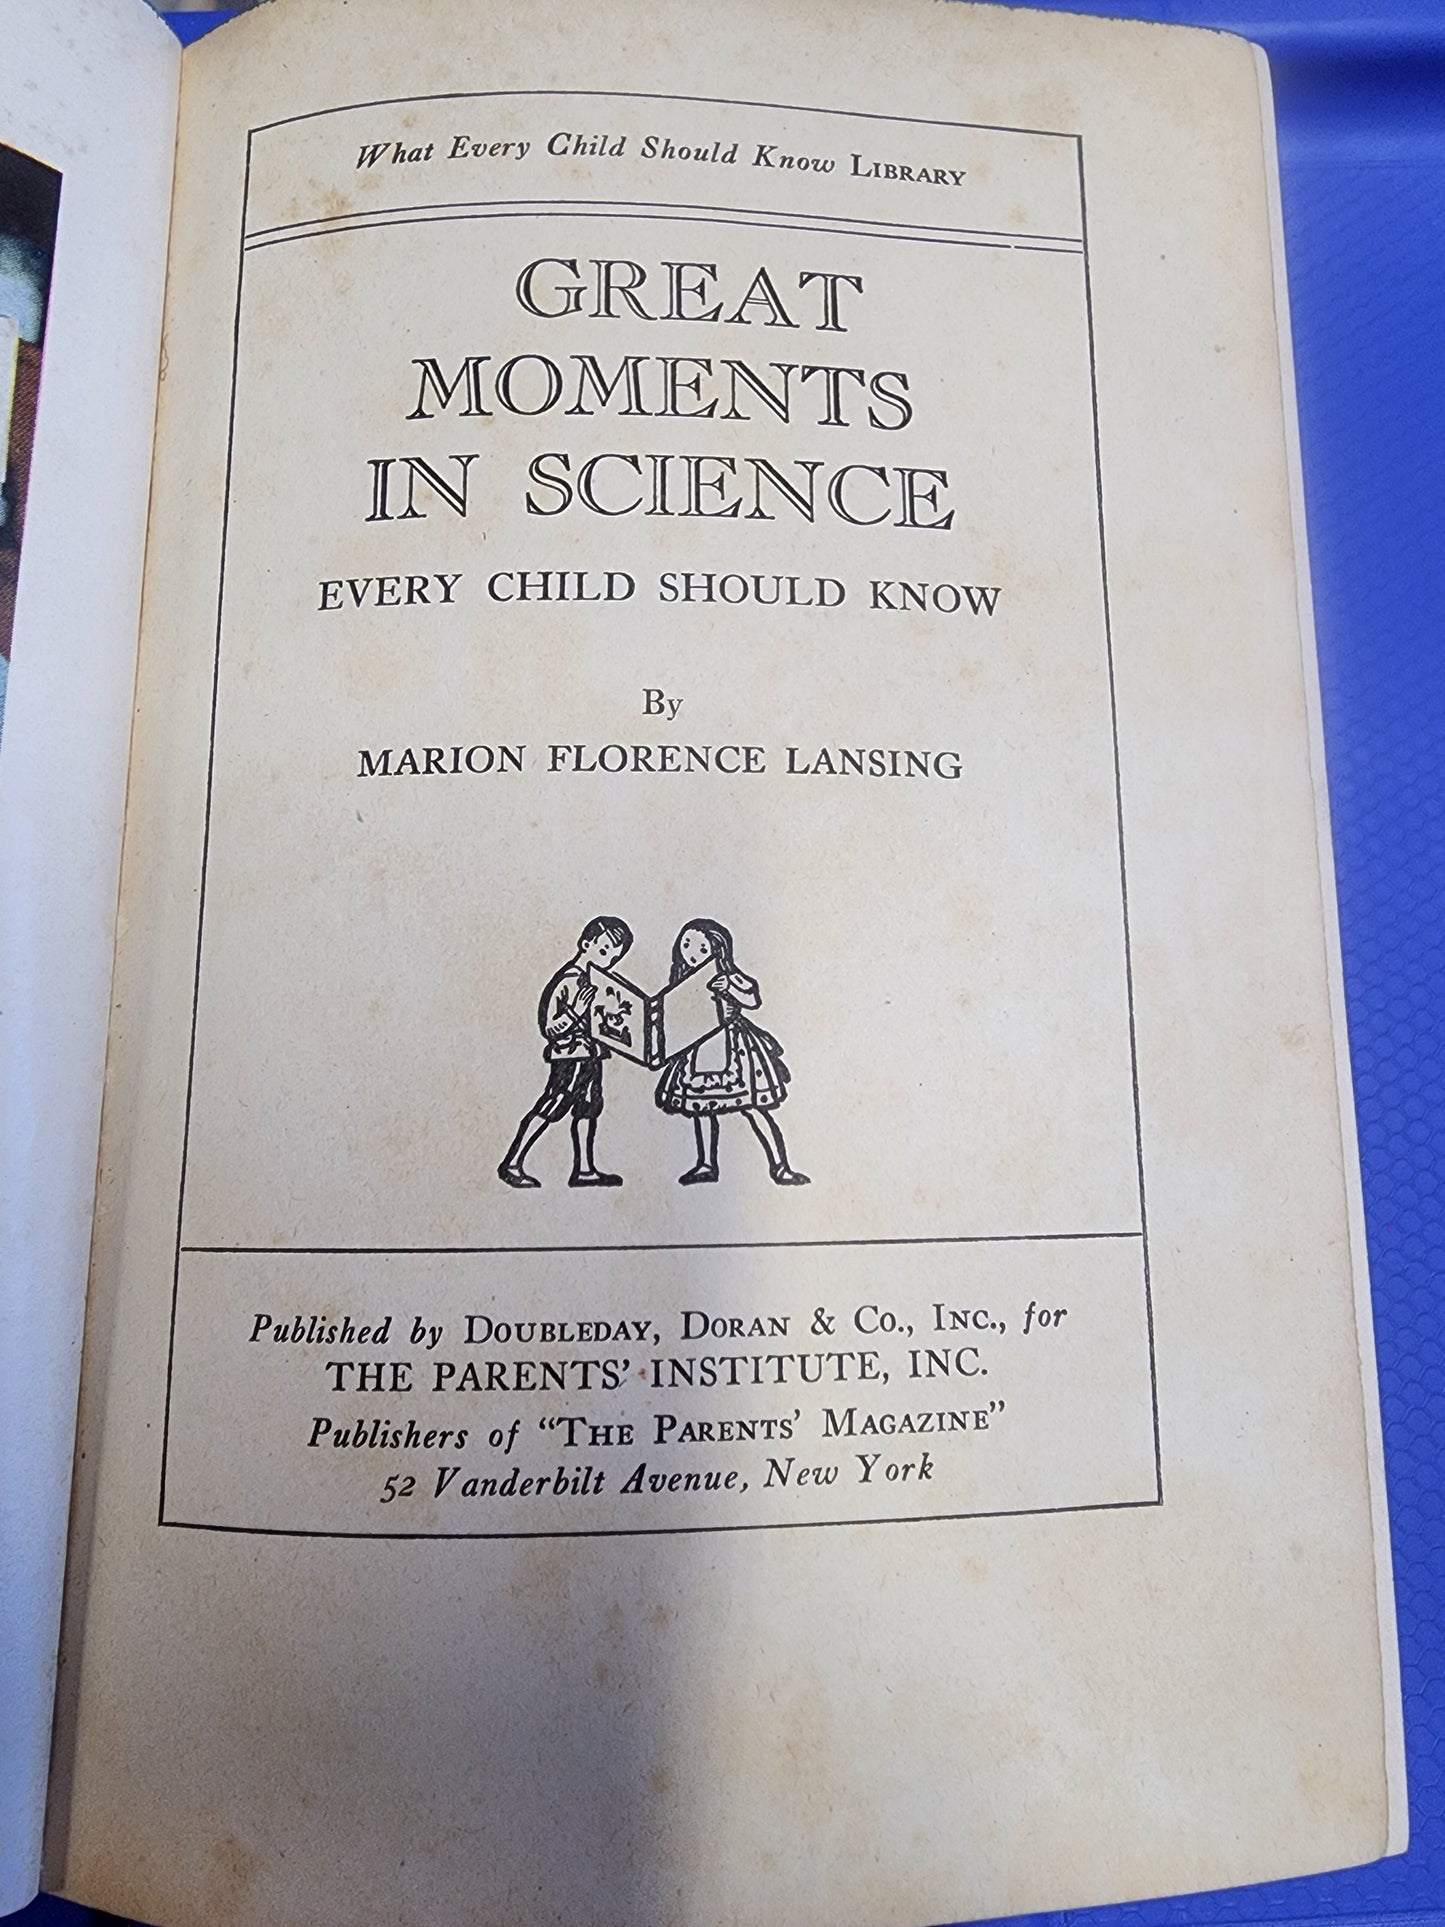 What Every Child Should Know LIBRARY
GREAT
MOMENTS
IN SCIENCE
EVERY CHILD SHOULD KNOW
By
MARION FLORENCE LANSING
Published by DOUBLEDAY, DORAN & CO., INC., for
THE PARENTS' INSTITUTE, INC.
Publishers of “THE PARENTS' MAGAZINE”
52 Vanderbilt Avenue, New York